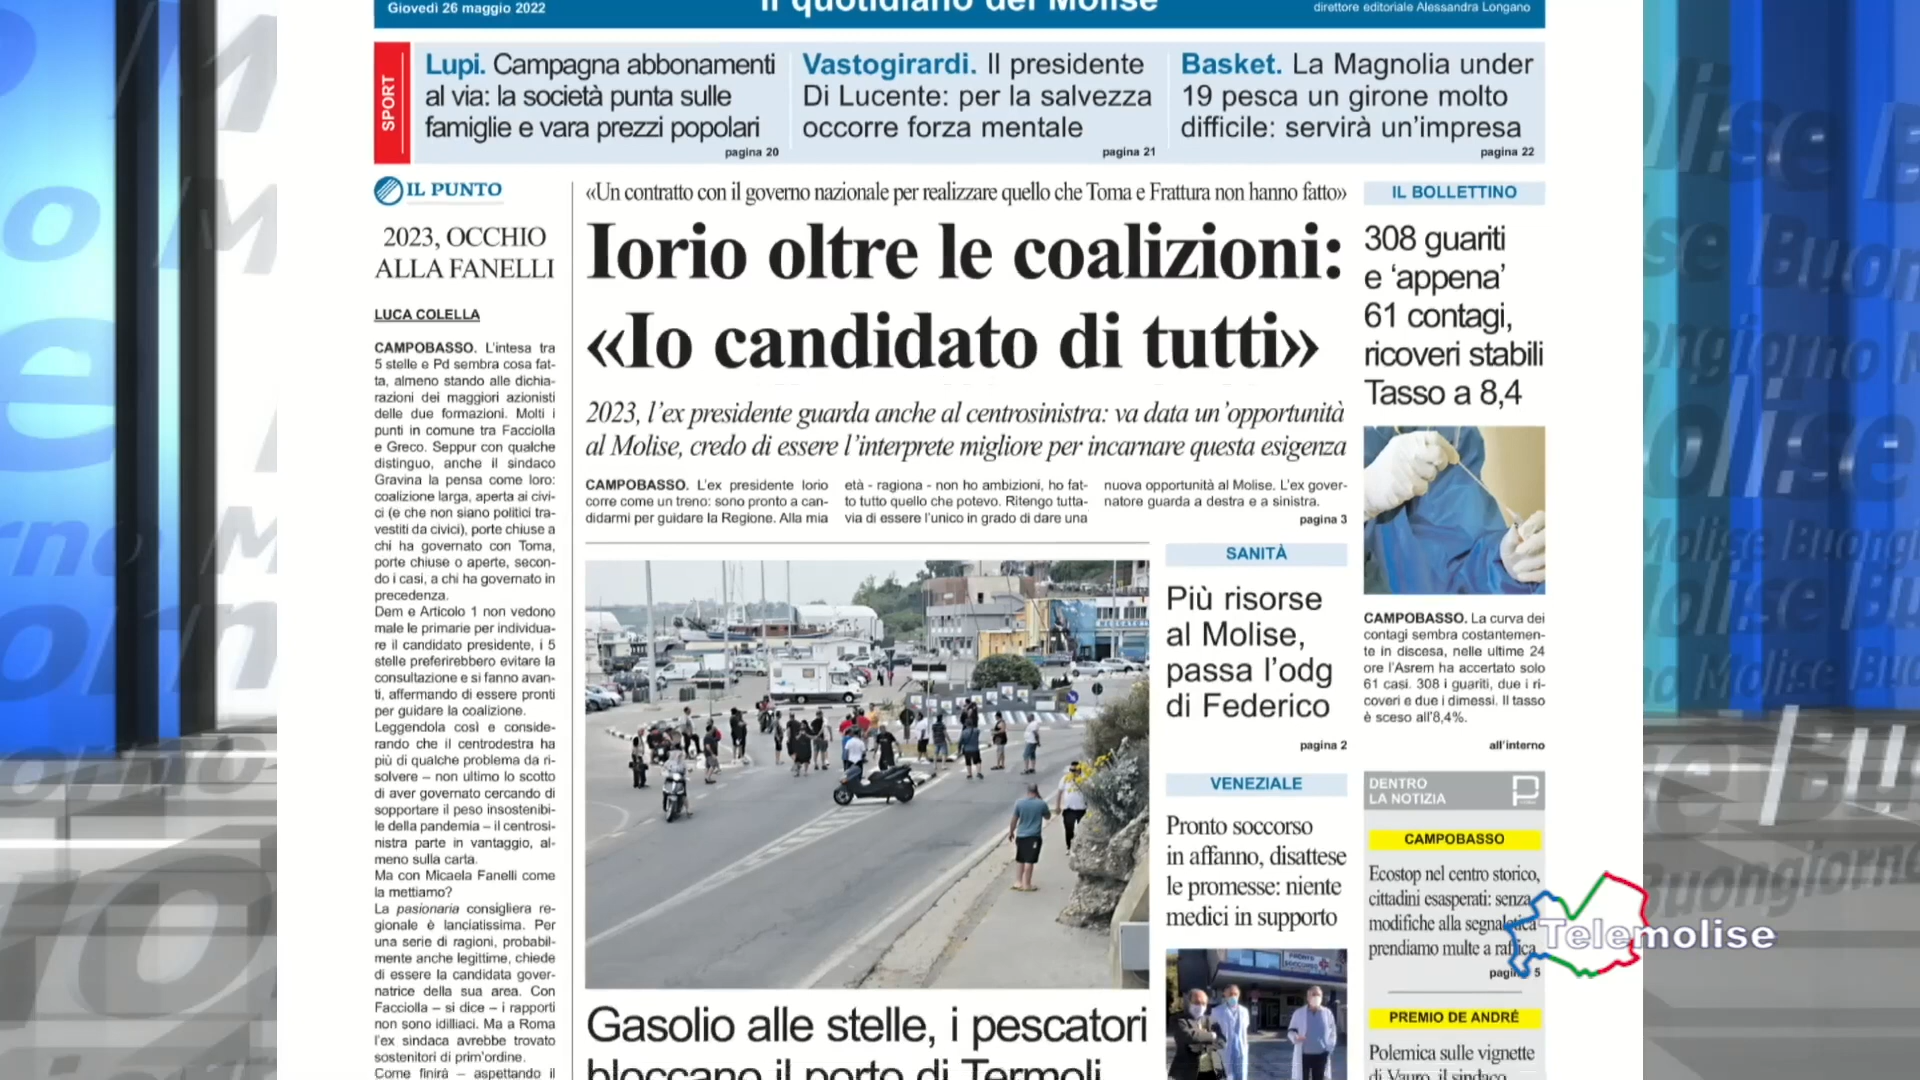 Giovedì 26 maggio 2022
il quotidiano del Molise
direttore editoriale Alessandra Longano
SPORT
Lupi. Campagna abbonamenti
al via: la società punta sulle
famiglie e vara prezzi popolari
pagina 20
Vastogirardi. Il presidente
Di Lucente: per la salvezza
occorre forza mentale
pagina 21
Basket. La Magnolia under
19 pesca un girone molto
difficile: servirà un'impresa
pagina 22
IL PUNTO
2023, OCCHIO
ALLA FANELLI
LUCA COLELLA
CAMPOBASSO. L'intesa tra
5 stelle e Pd sembra cosa fat-
ta, almeno stando alle dichia-
razioni dei maggiori azionisti
delle due formazioni. Molti i
punti in comune tra Facciolla
e Greco. Seppur con qualche
distinguo, anche il sindaco
Gravina la pensa come loro:
coalizione larga, aperta ai civi-
ci (e che non siano politici tra-
vestiti da civici), porte chiuse a
chi ha governato con Toma,
porte chiuse o aperte, secon-
do i casi, a chi ha governato in
precedenza.
Dem e Articolo 1 non vedono
male le primarie per individua-
re il candidato presidente, i 5
stelle preferirebbero evitare la
consultazione e si fanno avan-
ti, affermando di essere pronti
per guidare la coalizione.
Leggendola così e conside-
rando che il centrodestra ha
più di qualche problema da ri-
solvere – non ultimo lo scotto
di aver governato cercando di
sopportare il peso insostenibi-
le della pandemia – il centrosi-
nistra parte in vantaggio, al-
meno sulla carta.
Ma con Micaela Fanelli come
la mettiamo?
La pasionaria consigliera re-
gionale è lanciatissima. Per
una serie di ragioni, probabil-
mente anche legittime, chiede
di essere la candidata gover-
natrice della sua area. Con
Facciolla – si dice – i rapporti
non sono idilliaci. Ma a Roma
l'ex sindaca avrebbe trovato
sostenitori di prim'ordine.
Come finirà – aspettando il
«Un contratto con il governo nazionale per realizzare quello che Toma e Frattura non hanno fatto»
Iorio oltre le coalizioni:
«Io candidato di tutti»
2023, l'ex presidente guarda anche al centrosinistra: va data un'opportunità
al Molise, credo di essere l'interprete migliore per incarnare questa esigenza
CAMPOBASSO. L'ex presidente Iorio
corre come un treno: sono pronto a can-
didarmi per guidare la Regione. Alla mia
età - ragiona - non ho ambizioni, ho fat-
to tutto quello che potevo. Ritengo tutta-
via di essere l'unico in grado di dare una
nuova opportunità al Molise. L'ex gover-
natore guarda a destra e a sinistra.
pagina 3
Gasolio alle stelle, i pescatori
bloccano il porto di Termoli
SANITÀ
Più risorse
al Molise,
passa l'odg
di Federico
pagina 2
VENEZIALE
Pronto soccorso
in affanno, disattese
le promesse: niente
medici in supporto
IL BOLLETTINO
308 guariti
e 'appena'
61 contagi,
ricoveri stabili
Tasso a 8,4
CAMPOBASSO. La curva dei
contagi sembra costantemen-
te in discesa, nelle ultime 24
ore l'Asrem ha accertato solo
61 casi. 308 i guariti, due i ri-
coveri e due i dimessi. Il tasso
è sceso all'8,4%.
all'interno
DENTRO
LA NOTIZIA
CAMPOBASSO
Ecostop nel centro storico,
cittadini esasperati: senza
modifiche alla segnaletica
prendiamo multe a raffica
pagina 5
PREMIO DE ANDRÉ
Polemica sulle vignette
di Vauro, il sindaco
Telemolise